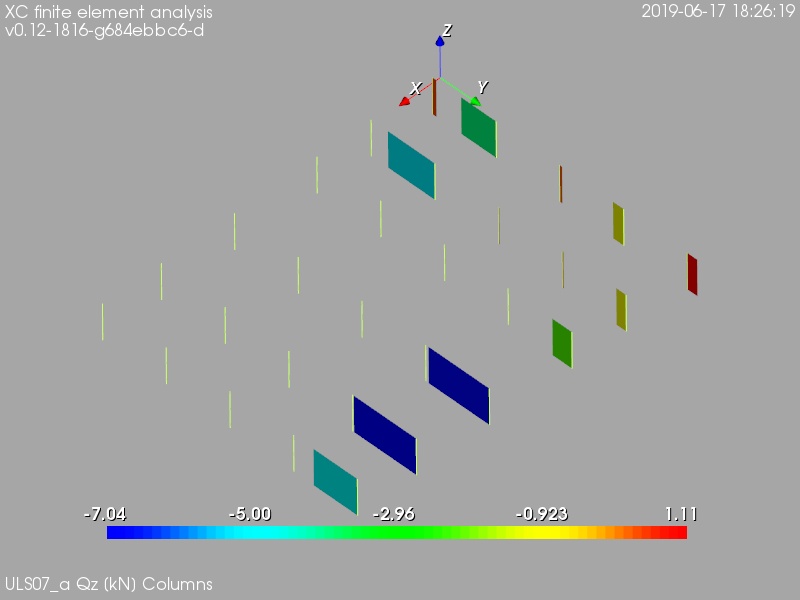 XC finite element analysis
v0.12-1816-g684ebbc6-d
2019-06-17 18:26:19
Z
X
Y
-7.04 -5.00 -2.96 -0.923 1.11
ULS07_a Qz (kN) Columns